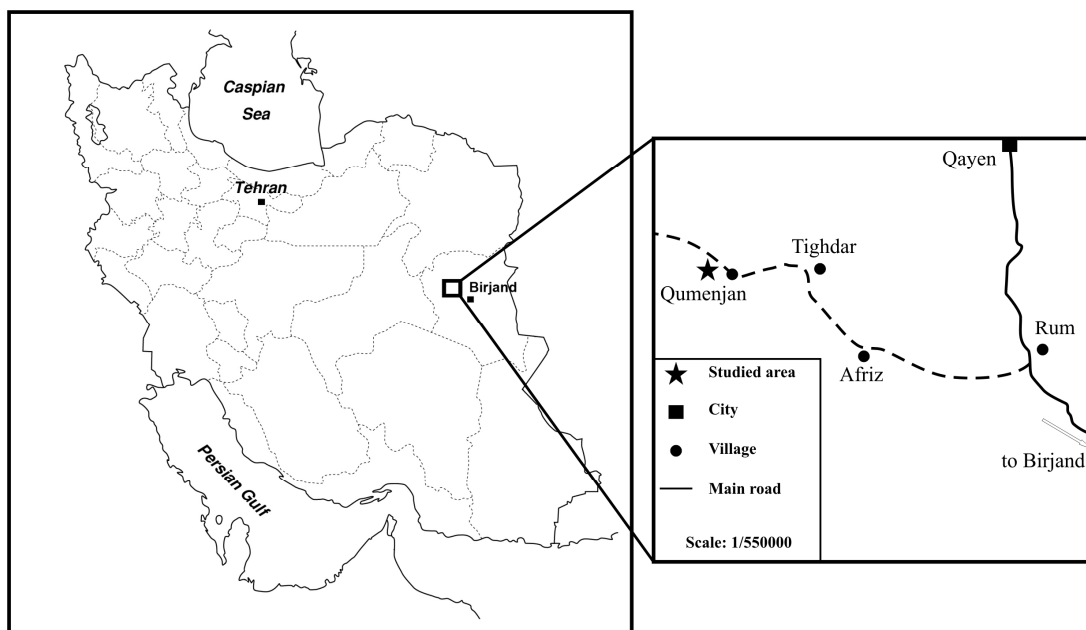 Caspian
Sea
Tehran
Birjand
Persian Gulf
Qayen
Tighdar
Qumenjan
Rum
Afriz
to Birjand
Studied area
City
Village
Main road
Scale: 1/550000